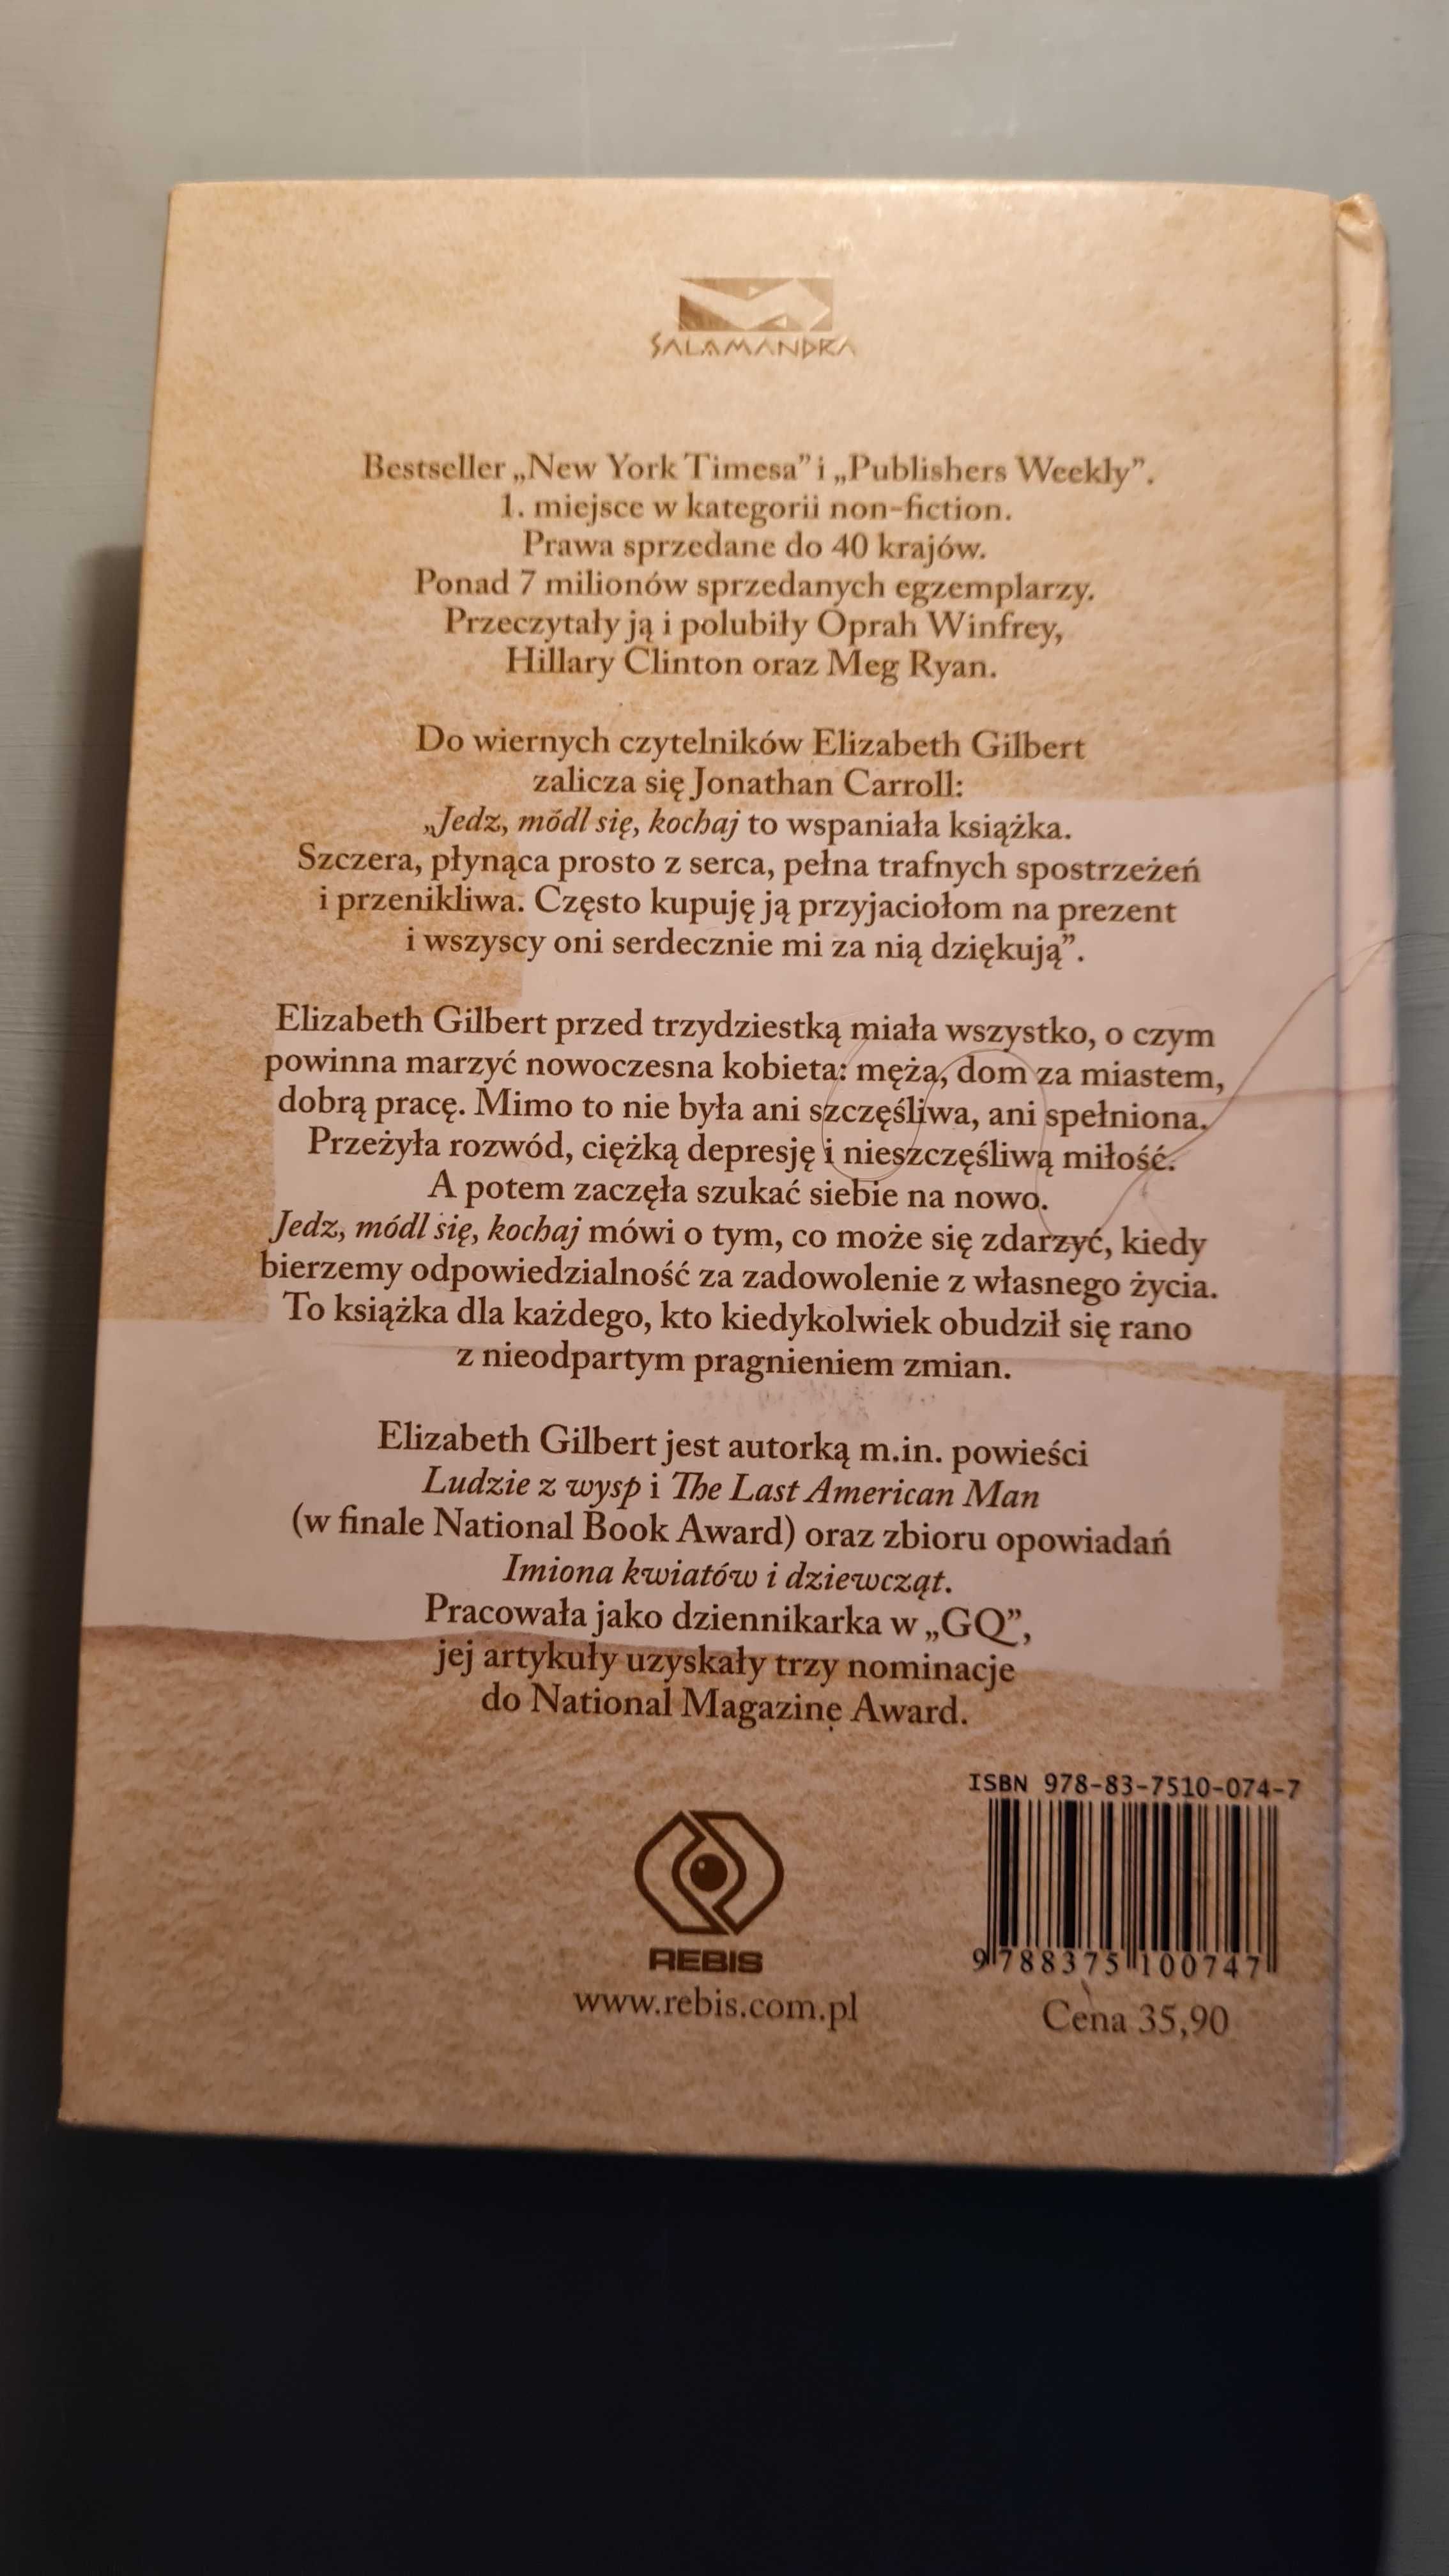 SALAMANDRA
Bestseller „New York Timesa” i „Publishers Weekly”.
1. miejsce w kategorii non-fiction.
Prawa sprzedane do 40 krajów.
Ponad 7 milionów sprzedanych egzemplarzy.
Przeczytały ją i polubiły Oprah Winfrey,
Hillary Clinton oraz Meg Ryan.
Do wiernych czytelników Elizabeth Gilbert
zalicza się Jonathan Carroll:
„Jedz, módl się, kochaj to wspaniała książka.
Szczera, płynąca prosto z serca, pełna trafnych spostrzeżeń
i przenikliwa. Często kupuję ją przyjaciołom na prezent
i wszyscy oni serdecznie mi za nią dziękują”.
Elizabeth Gilbert przed trzydziestką miała wszystko, o czym
powinna marzyć nowoczesna kobieta: męża, dom za miastem,
dobrą pracę. Mimo to nie była ani szczęśliwa, ani spełniona.
Przeżyła rozwód, ciężką depresję i nieszczęśliwą miłość.
A potem zaczęła szukać siebie na nowo.
Jedz, módl się, kochaj mówi o tym, co może się zdarzyć, kiedy
bierzemy odpowiedzialność za zadowolenie z własnego życia.
To książka dla każdego, kto kiedykolwiek obudził się rano
z nieodpartym pragnieniem zmian.
Elizabeth Gilbert jest autorką m.in. powieści
Ludzie z wysp i The Last American Man
(w finale National Book Award) oraz zbioru opowiadań
Imiona kwiatów i dziewcząt.
Pracowała jako dziennikarka w „GQ”,
jej artykuły uzyskały trzy nominacje
do National Magazine Award.
ISBN 978-83-7510-074-7
9 788375 100747
REBIS
www.rebis.com.pl
Cena 35,90